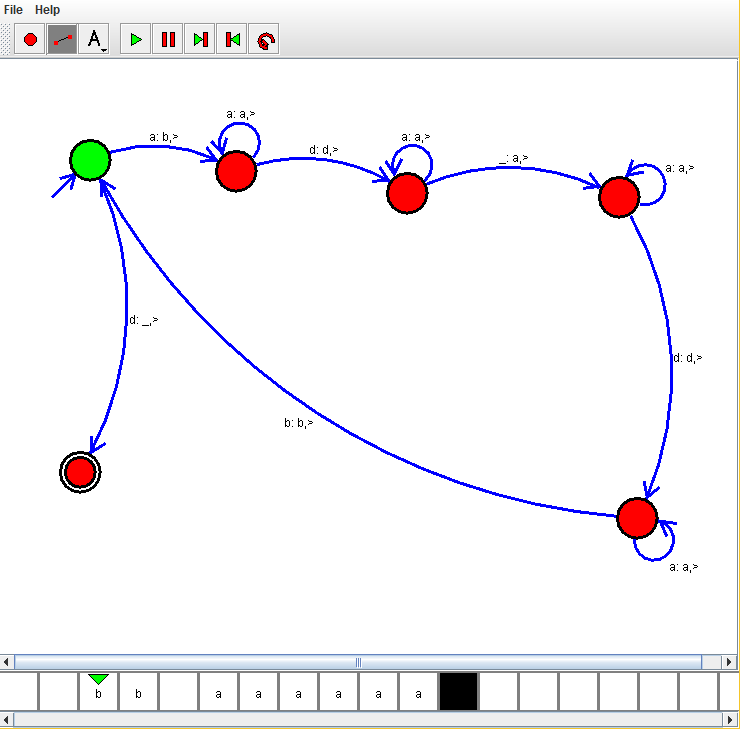 File Help
A
a: a,>
a: b,>
a: a,>
d: d,>
_: a,>
a: a,>
d: _,>
d: d,>
b: b,>
a: a,>
b b a a a a a a